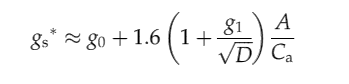 gₛ* ≈ g₀ + 1.6 (1 + g₁/√D) A/Cₐ